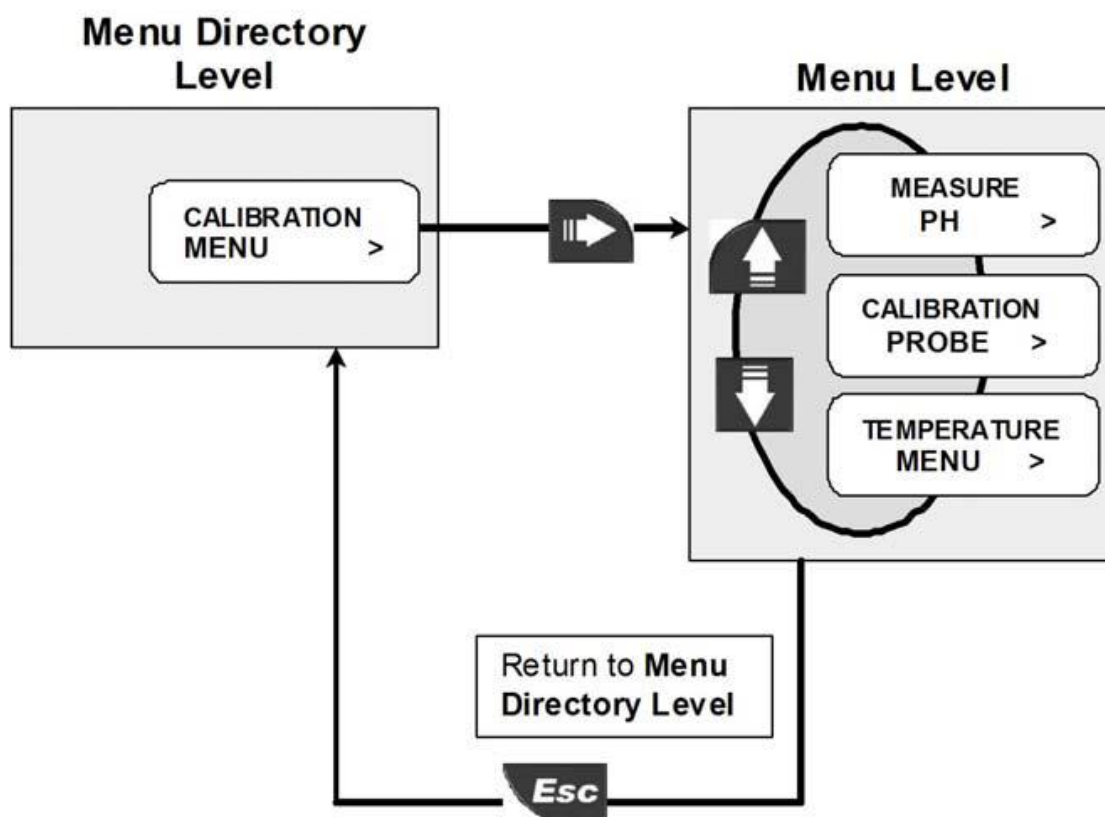 Menu Directory
Level
Menu Level
CALIBRATION
MENU >
MEASURE
PH >
CALIBRATION
PROBE >
TEMPERATURE
MENU >
Return to Menu
Directory Level
Esc